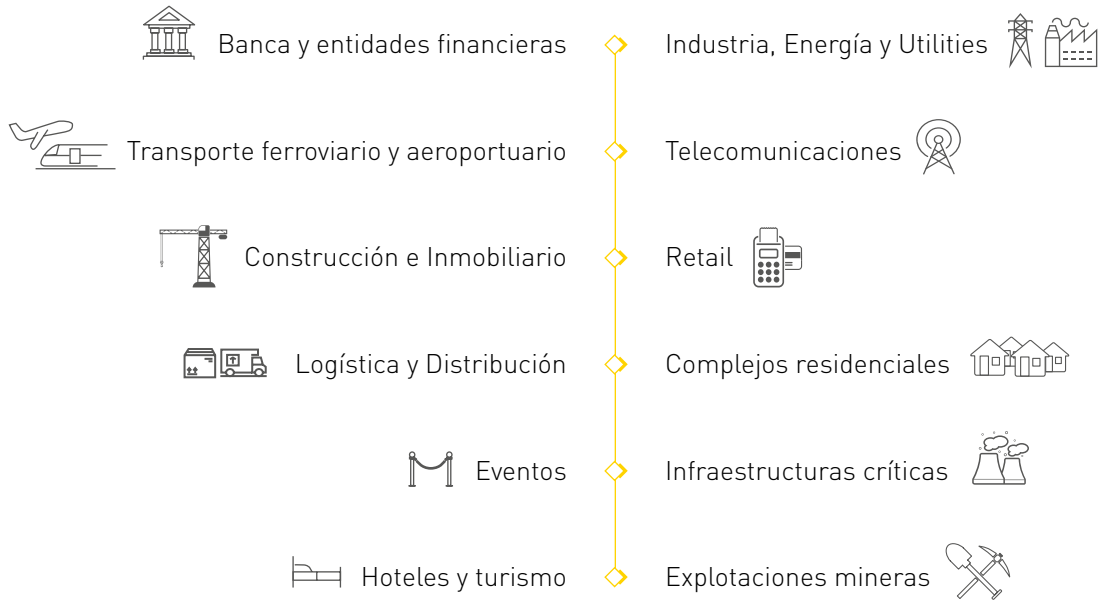 Banca y entidades financieras
Industria, Energía y Utilities
Transporte ferroviario y aeroportuario
Telecomunicaciones
Construcción e Inmobiliario
Retail
Logística y Distribución
Complejos residenciales
Eventos
Infraestructuras críticas
Hoteles y turismo
Explotaciones mineras